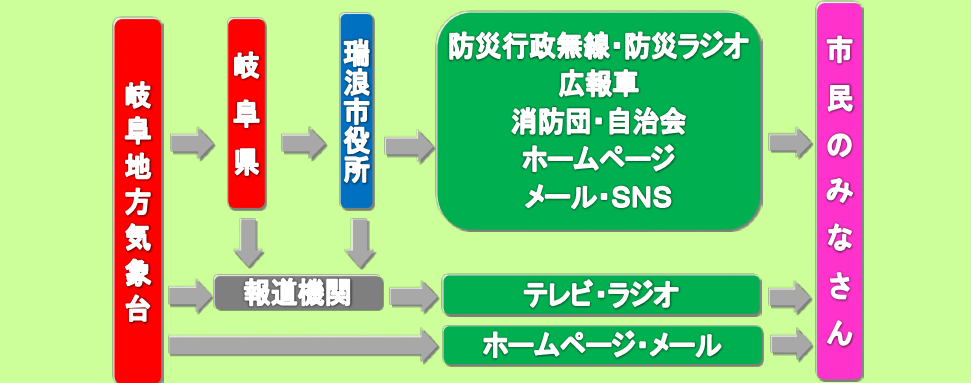 岐阜地方気象台
岐阜県
瑞浪市役所
防災行政無線・防災ラジオ
広報車
消防団・自治会
ホームページ
メール・SNS
市民のみなさん
報道機関
テレビ・ラジオ
ホームページ・メール